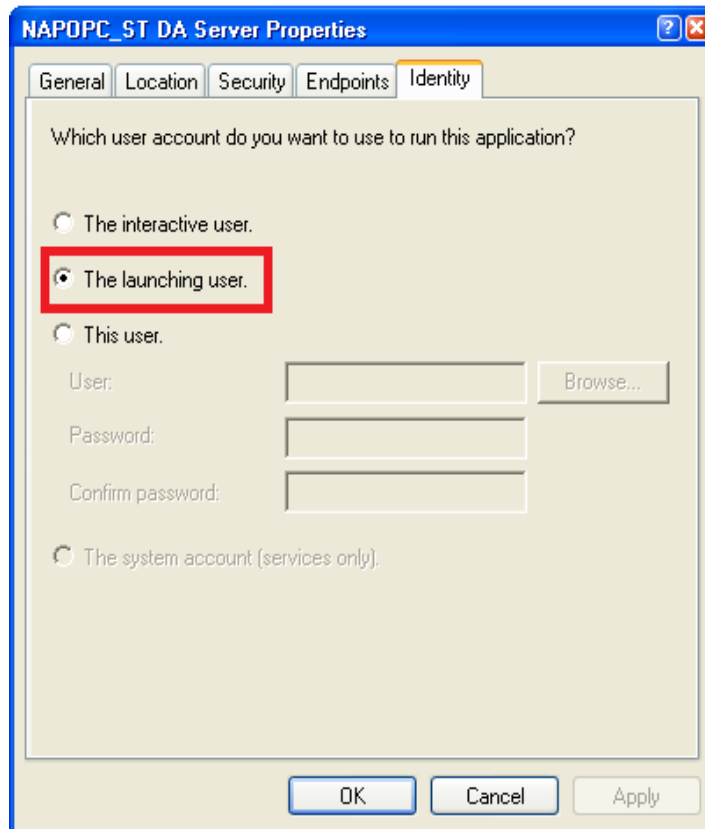 NAPOPC_ST DA Server Properties
General Location Security Endpoints Identity
Which user account do you want to use to run this application?
The interactive user.
The launching user.
This user.
User: Browse...
Password:
Confirm password:
The system account (services only).
OK Cancel Apply